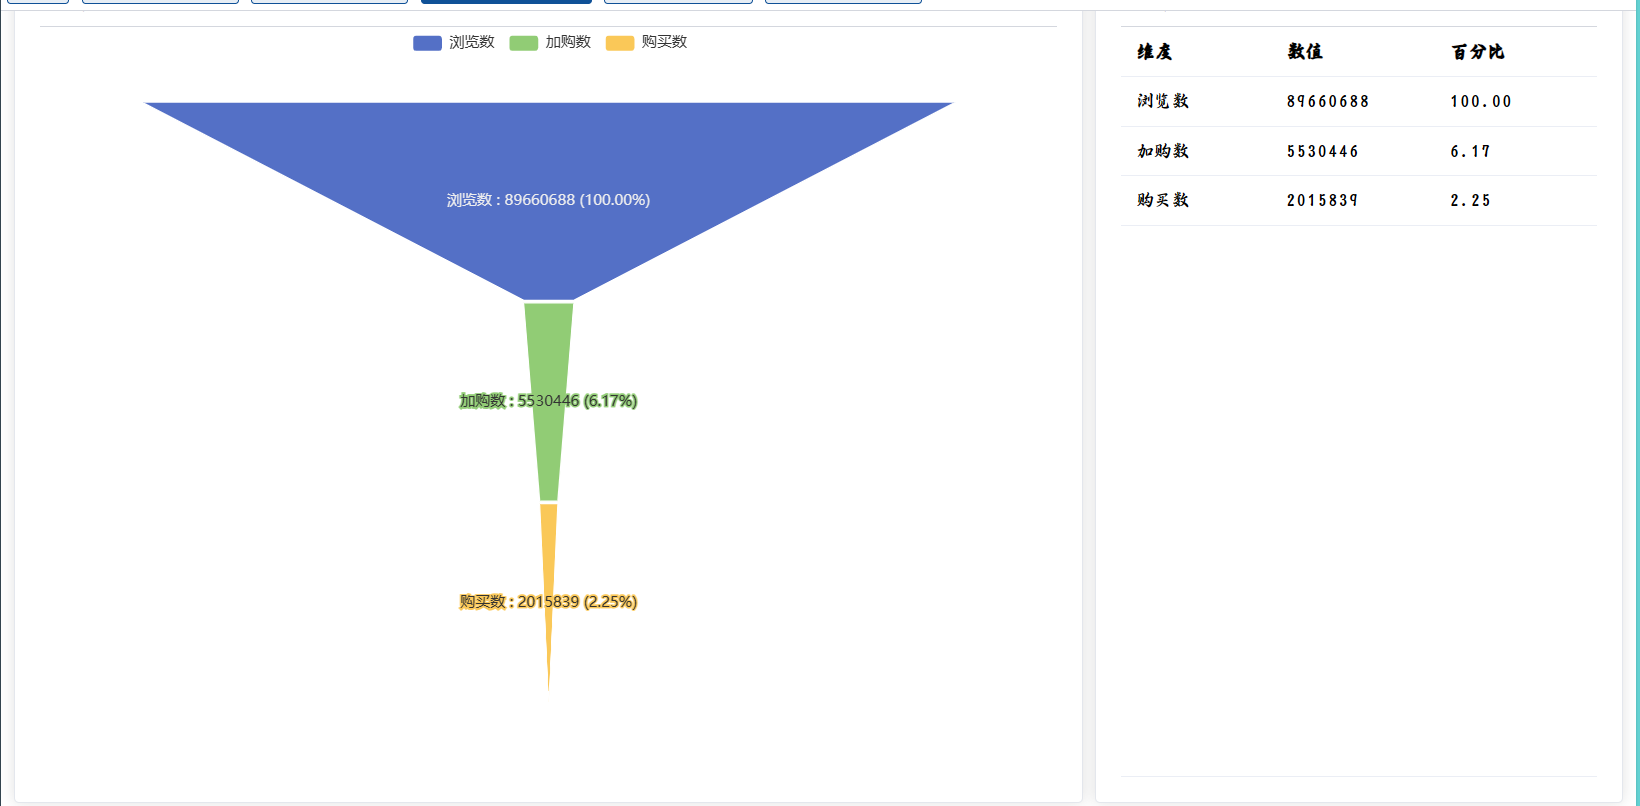 浏览数 加购数 购买数
浏览数 : 89660688 (100.00%)
加购数 : 5530446 (6.17%)
购买数 : 2015839 (2.25%)
维度 数值 百分比
浏览数 89660688 100.00
加购数 5530446 6.17
购买数 2015839 2.25